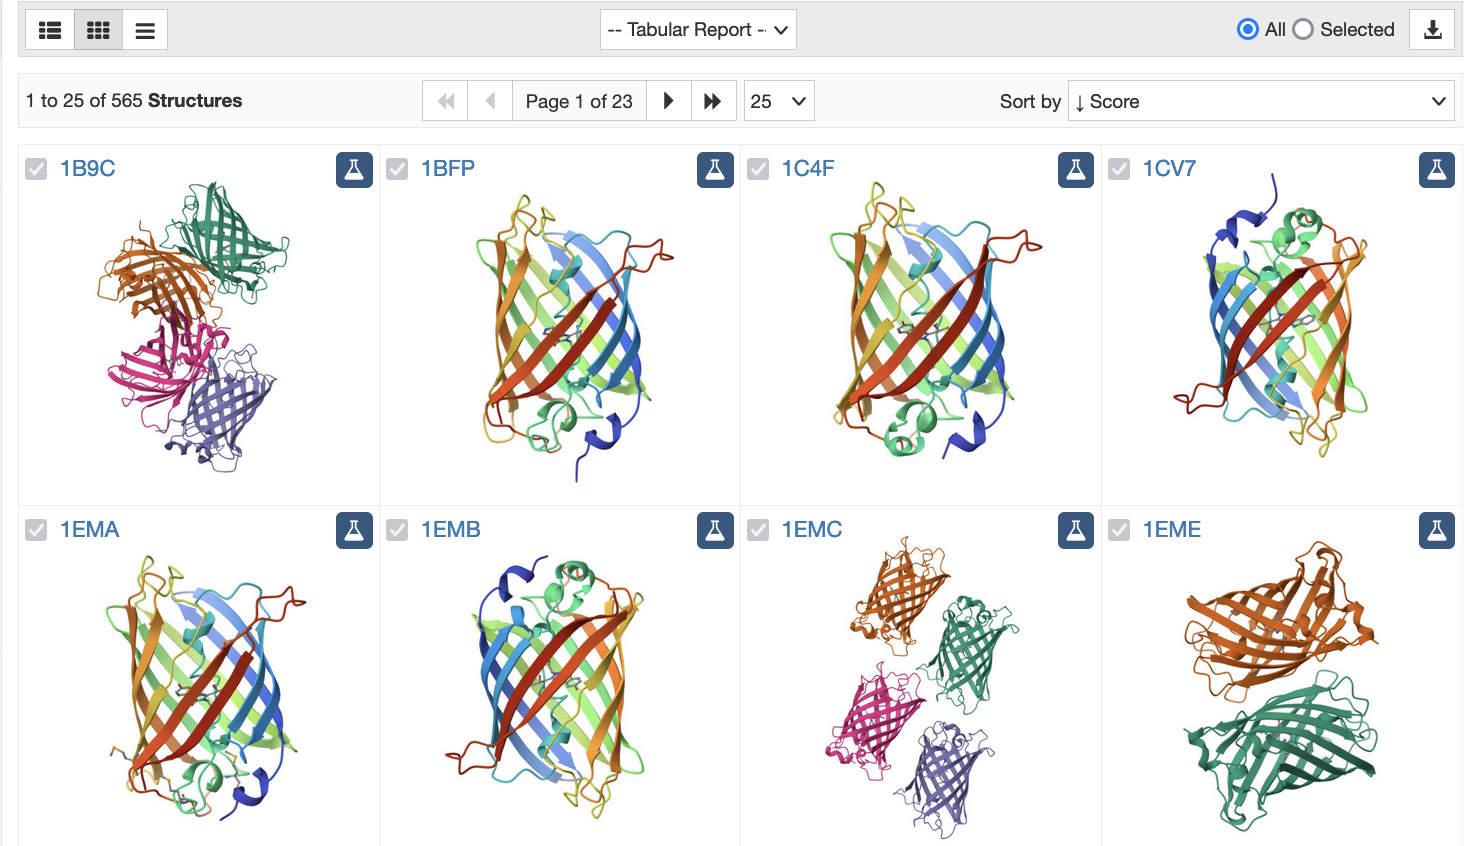 -- Tabular Report --
All
Selected
1 to 25 of 565 Structures
Page 1 of 23
25
Sort by
↓ Score
1B9C
1BFP
1C4F
1CV7
1EMA
1EMB
1EMC
1EME